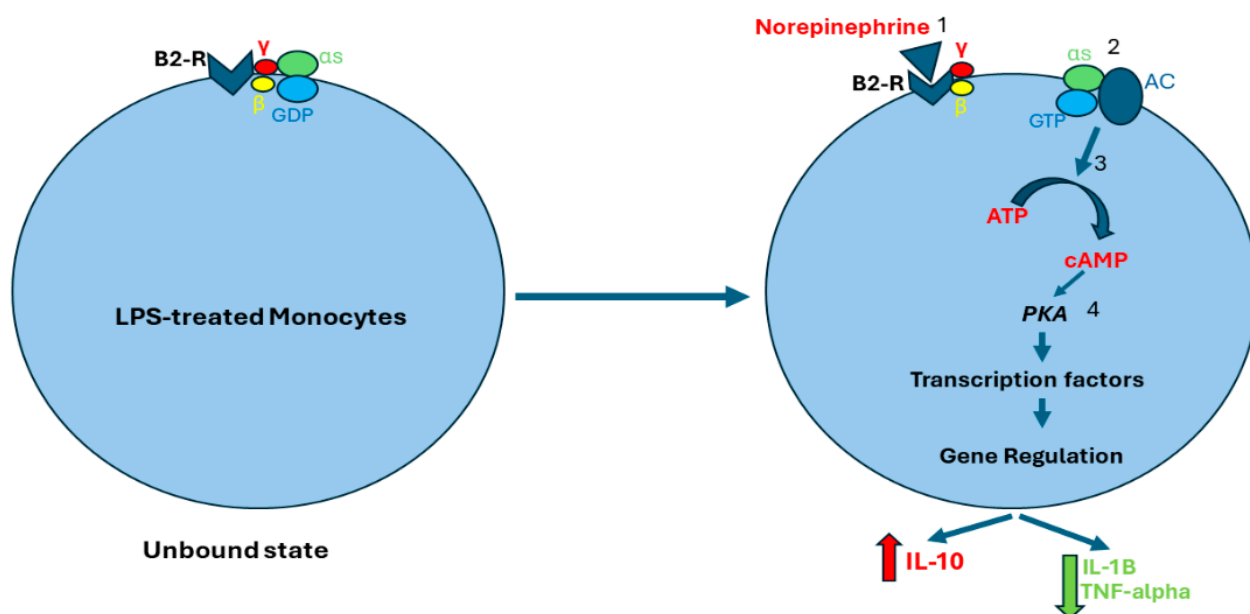 B2-R
γ
αs
β
GDP
LPS-treated Monocytes
Unbound state
Norepinephrine 1
γ
B2-R
β
αs
2
AC
GTP
3
ATP
cAMP
PKA 4
Transcription factors
Gene Regulation
IL-10
IL-1B
TNF-alpha